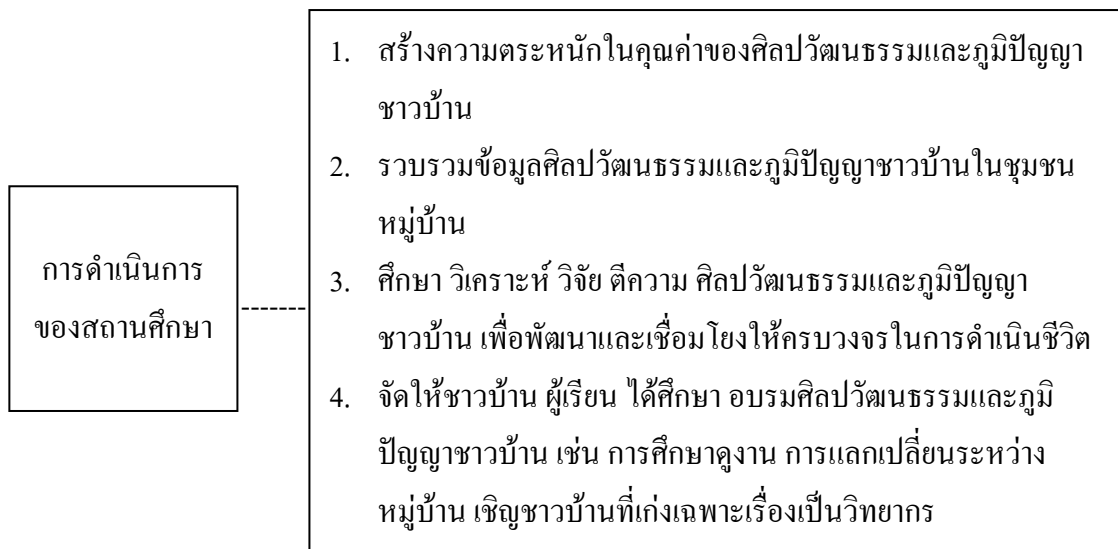 การดำเนินการ
ของสถานศึกษา
1. สร้างความตระหนักในคุณค่าของศิลปวัฒนธรรมและภูมิปัญญา
ชาวบ้าน
2. รวบรวมข้อมูลศิลปวัฒนธรรมและภูมิปัญญาชาวบ้านในชุมชน
หมู่บ้าน
3. ศึกษา วิเคราะห์ วิจัย ตีความ ศิลปวัฒนธรรมและภูมิปัญญา
ชาวบ้าน เพื่อพัฒนาและเชื่อมโยงให้ครบวงจรในการดำเนินชีวิต
4. จัดให้ชาวบ้าน ผู้เรียน ได้ศึกษา อบรมศิลปวัฒนธรรมและภูมิ
ปัญญาชาวบ้าน เช่น การศึกษาดูงาน การแลกเปลี่ยนระหว่าง
หมู่บ้าน เชิญชาวบ้านที่เก่งเฉพาะเรื่องเป็นวิทยากร